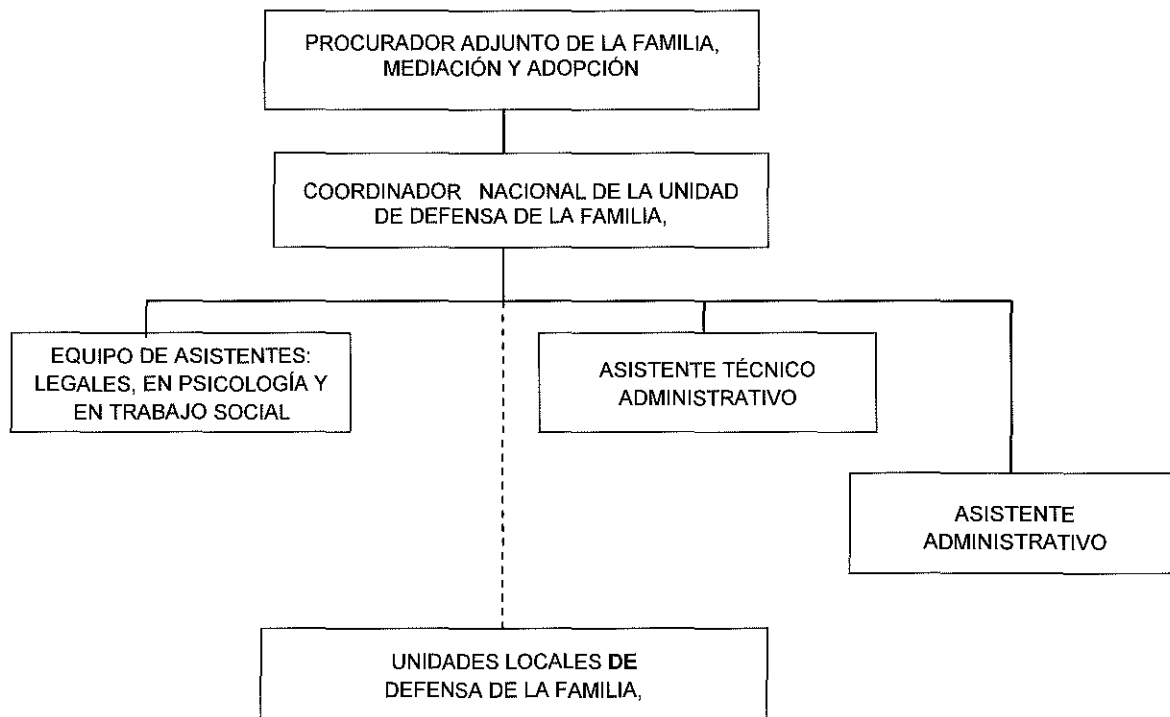 PROCURADOR ADJUNTO DE LA FAMILIA,
MEDIACIÓN Y ADOPCIÓN
COORDINADOR NACIONAL DE LA UNIDAD
DE DEFENSA DE LA FAMILIA,
EQUIPO DE ASISTENTES:
LEGALES, EN PSICOLOGÍA Y
EN TRABAJO SOCIAL
ASISTENTE TÉCNICO
ADMINISTRATIVO
ASISTENTE
ADMINISTRATIVO
UNIDADES LOCALES DE
DEFENSA DE LA FAMILIA,